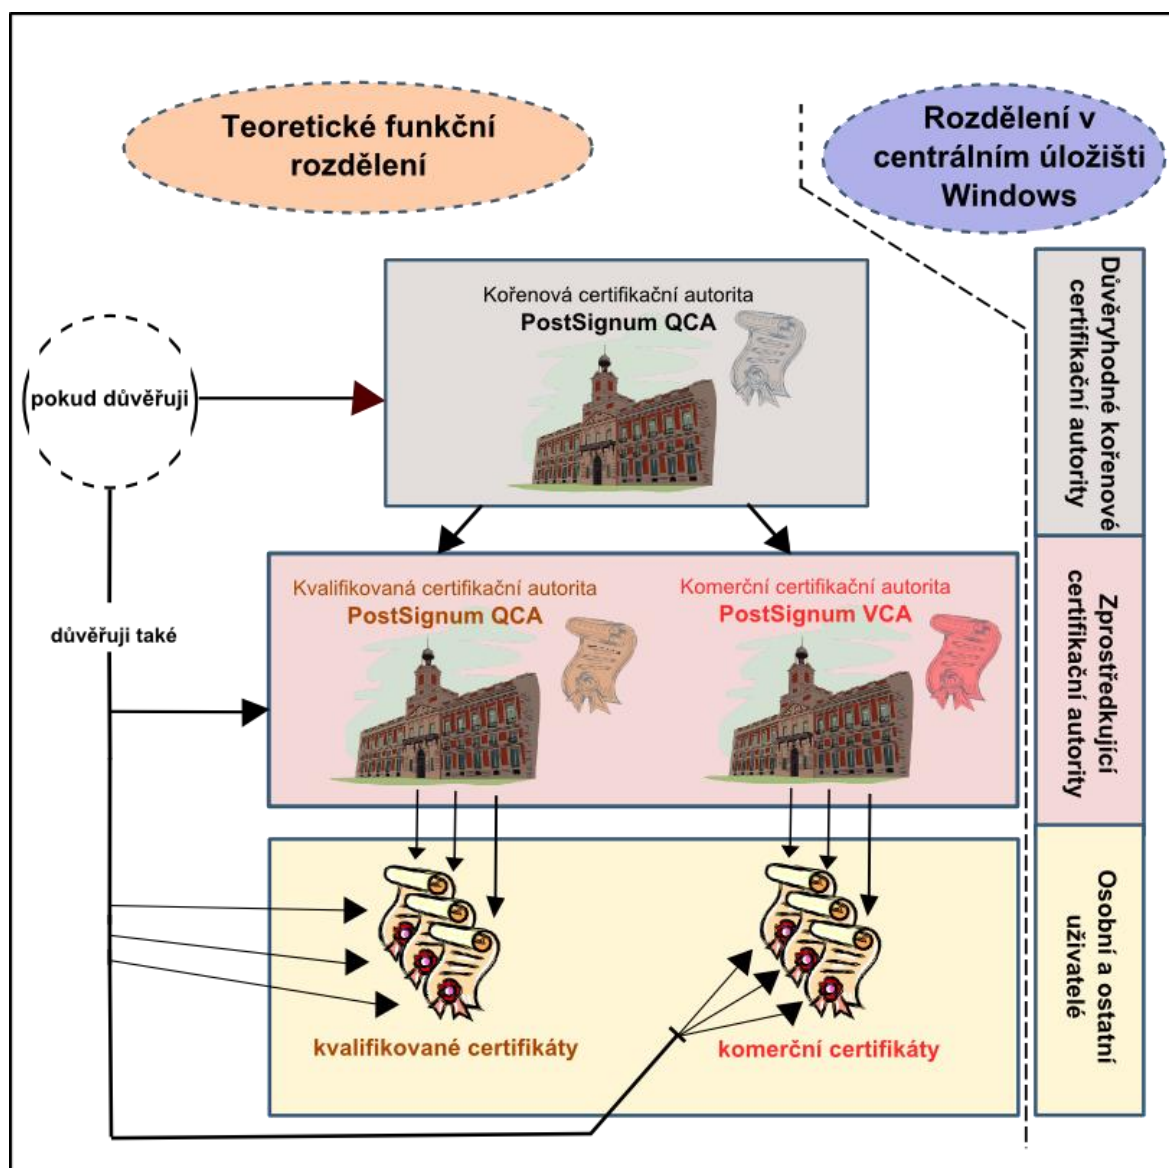 Teoretické funkční
rozdělení
Rozdělení v
centrálním úložišti
Windows
Kořenová certifikační autorita
PostSignum QCA
Důvěryhodné kořenové
certifikační autority
pokud důvěřuji
Kvalifikovaná certifikační autorita
PostSignum QCA
Komerční certifikační autorita
PostSignum VCA
Zprostředkující
certifikační autority
důvěřuji také
kvalifikované certifikáty
komerční certifikáty
Osobní a ostatní
uživatelé